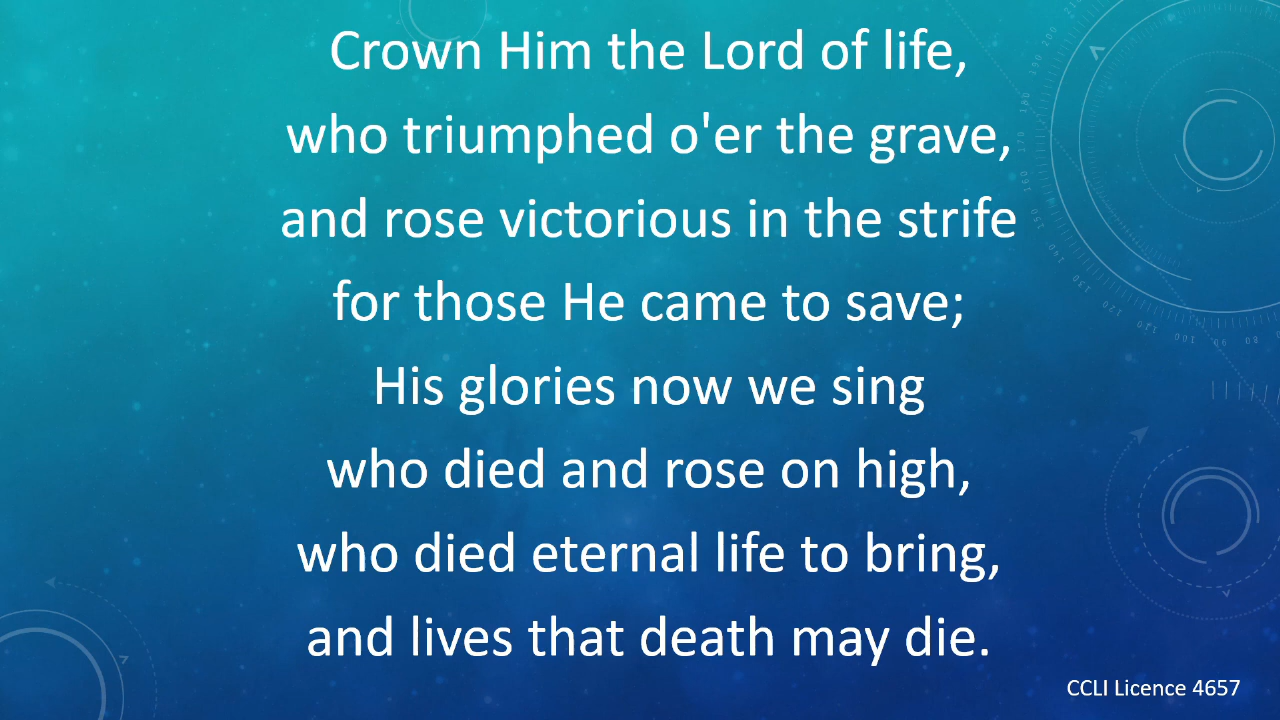 Crown Him the Lord of life,
who triumphed o'er the grave,
and rose victorious in the strife
for those He came to save;
His glories now we sing
who died and rose on high,
who died eternal life to bring,
and lives that death may die.
CCLI Licence 4657